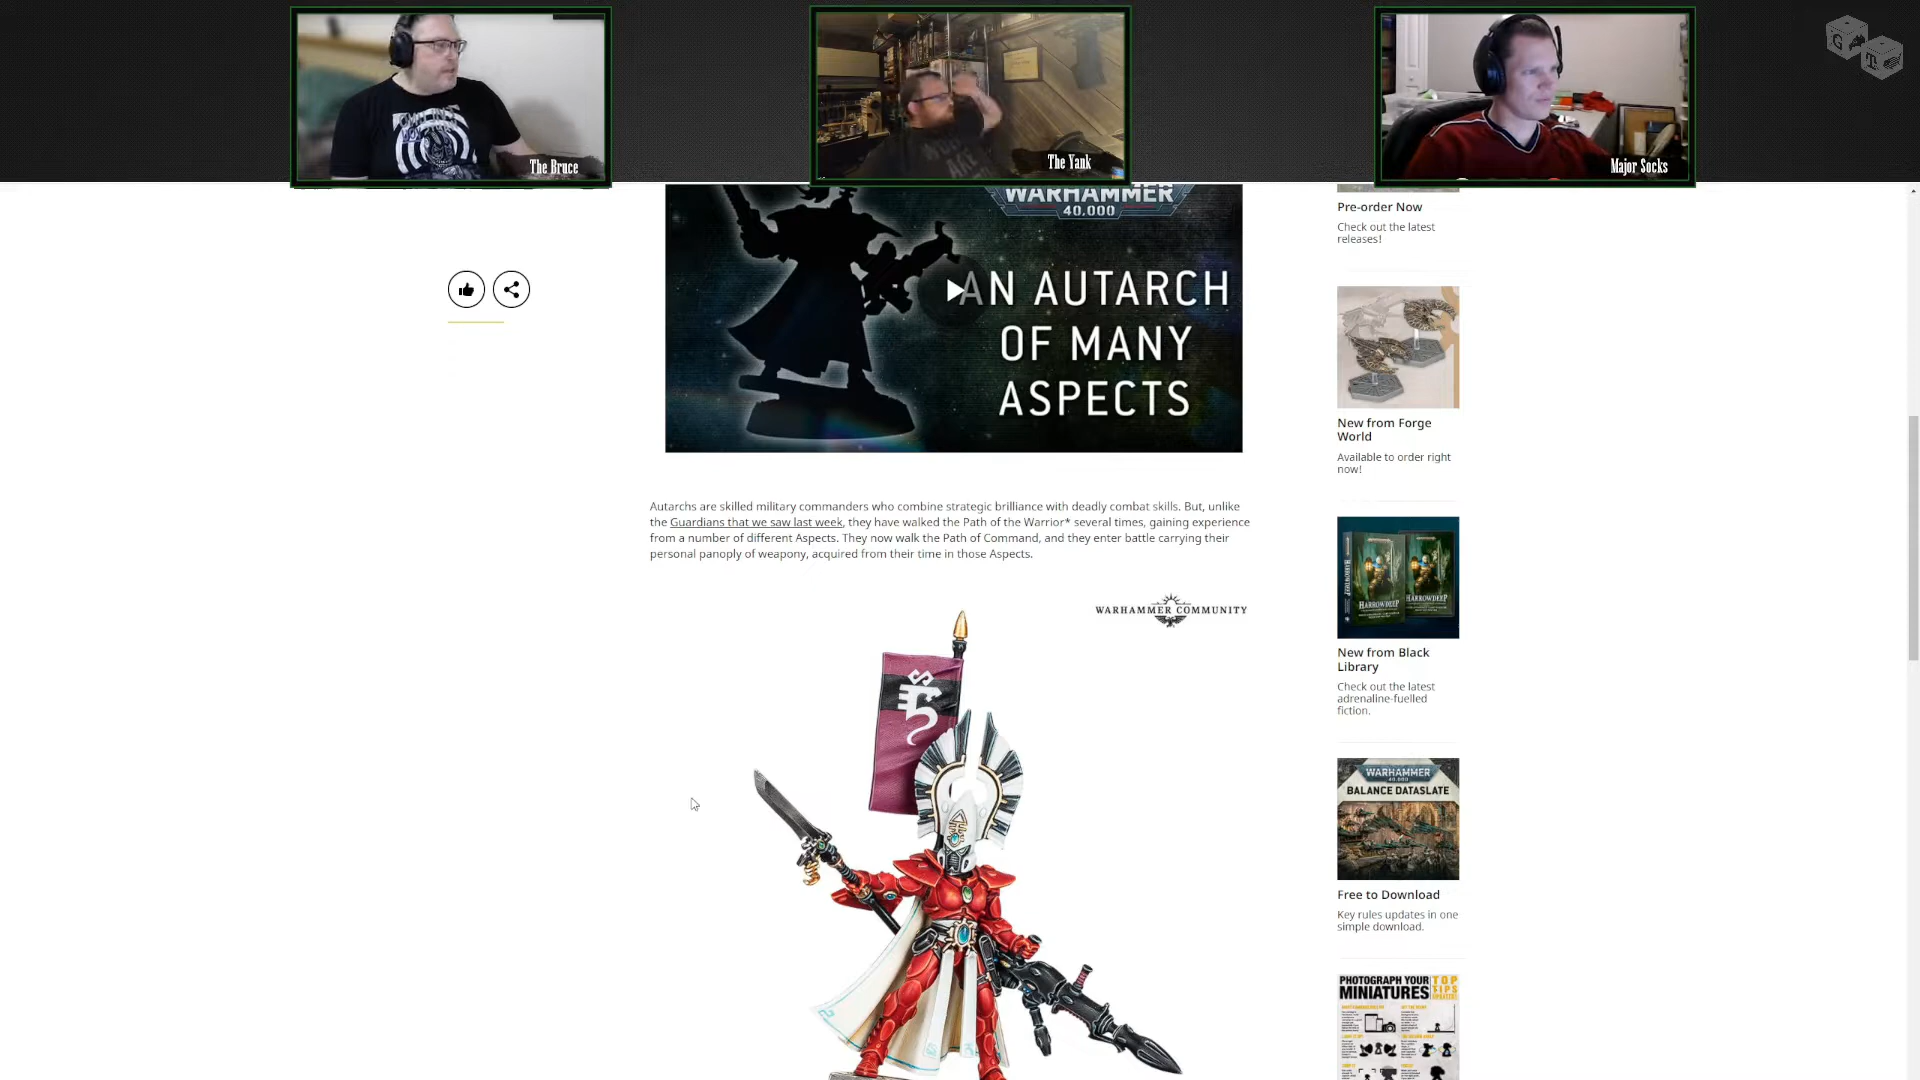 The Bruce
The Yank
Major Socks
G
T
WARHAMMER
40,000
AN AUTARCH
OF MANY
ASPECTS
Autarchs are skilled military commanders who combine strategic brilliance with deadly combat skills. But, unlike
the Guardians that we saw last week, they have walked the Path of the Warrior* several times, gaining experience
from a number of different Aspects. They now walk the Path of Command, and they enter battle carrying their
personal panoply of weapony, acquired from their time in those Aspects.
WARHAMMER COMMUNITY
Pre-order Now
Check out the latest
releases!
New from Forge
World
Available to order right
now!
HARROWDEEP
HARROWDEEP
HARROWDEEP
New from Black
Library
Check out the latest
adrenaline-fuelled
fiction.
WARHAMMER
40,000
BALANCE DATASLATE
Free to Download
Key rules updates in one
simple download.
PHOTOGRAPH YOUR
MINIATURES
TOP
TIPS